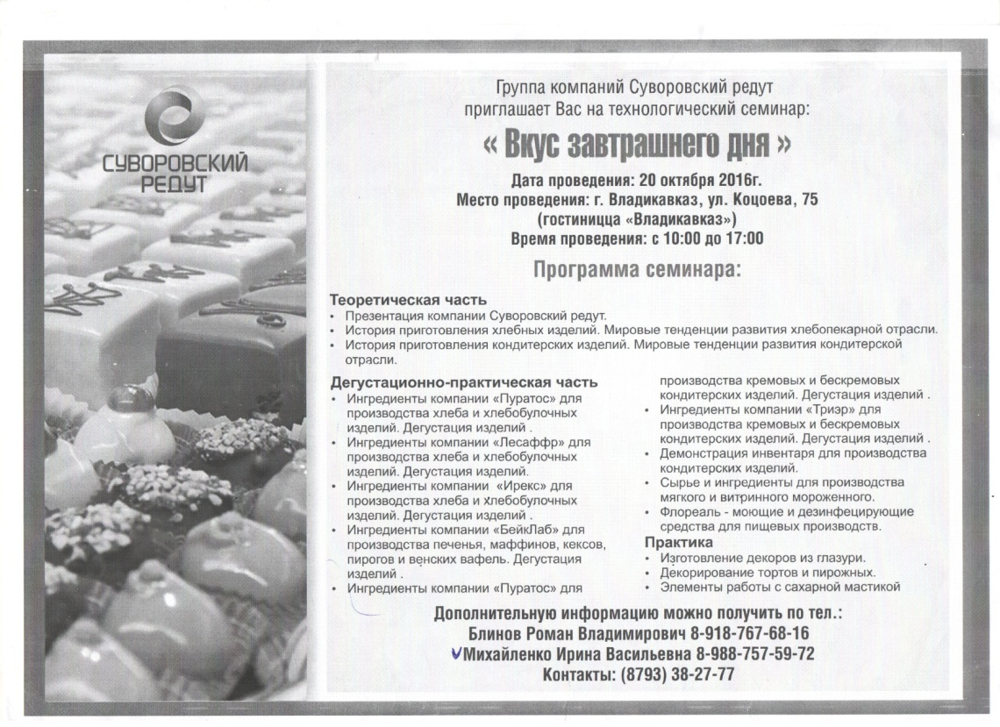 СУВОРОВСКИЙ
РЕДУТ
Группа компаний Суворовский редут
приглашает Вас на технологический семинар:
« Вкус завтрашнего дня »
Дата проведения: 20 октября 2016г.
Место проведения: г. Владикавказ, ул. Коцоева, 75
(гостиницца «Владикавказ»)
Время проведения: с 10:00 до 17:00
Программа семинара:
Теоретическая часть
• Презентация компании Суворовский редут.
• История приготовления хлебных изделий. Мировые тенденции развития хлебопекарной отрасли.
• История приготовления кондитерских изделий. Мировые тенденции развития кондитерской
отрасли.
Дегустационно-практическая часть
• Ингредиенты компании «Пуратос» для
производства хлеба и хлебобулочных
изделий. Дегустация изделий .
• Ингредиенты компании «Лесаффр» для
производства хлеба и хлебобулочных
изделий. Дегустация изделий.
• Ингредиенты компании «Ирекс» для
производства хлеба и хлебобулочных
изделий. Дегустация изделий .
• Ингредиенты компании «БейкЛаб» для
производства печенья, маффинов, кексов,
пирогов и венских вафель. Дегустация
изделий .
• Ингредиенты компании «Пуратос» для
производства кремовых и бескремовых
кондитерских изделий. Дегустация изделий .
• Ингредиенты компании «Триэр» для
производства кремовых и бескремовых
кондитерских изделий. Дегустация изделий .
• Демонстрация инвентаря для производства
кондитерских изделий.
• Сырье и ингредиенты для производства
мягкого и витринного мороженного.
• Флореаль - моющие и дезинфецирующие
средства для пищевых производств.
Практика
• Изготовление декоров из глазури.
• Декорирование тортов и пирожных.
• Элементы работы с сахарной мастикой
Дополнительную информацию можно получить по тел.:
Блинов Роман Владимирович 8-918-767-68-16
Михайленко Ирина Васильевна 8-988-757-59-72
Контакты: (8793) 38-27-77